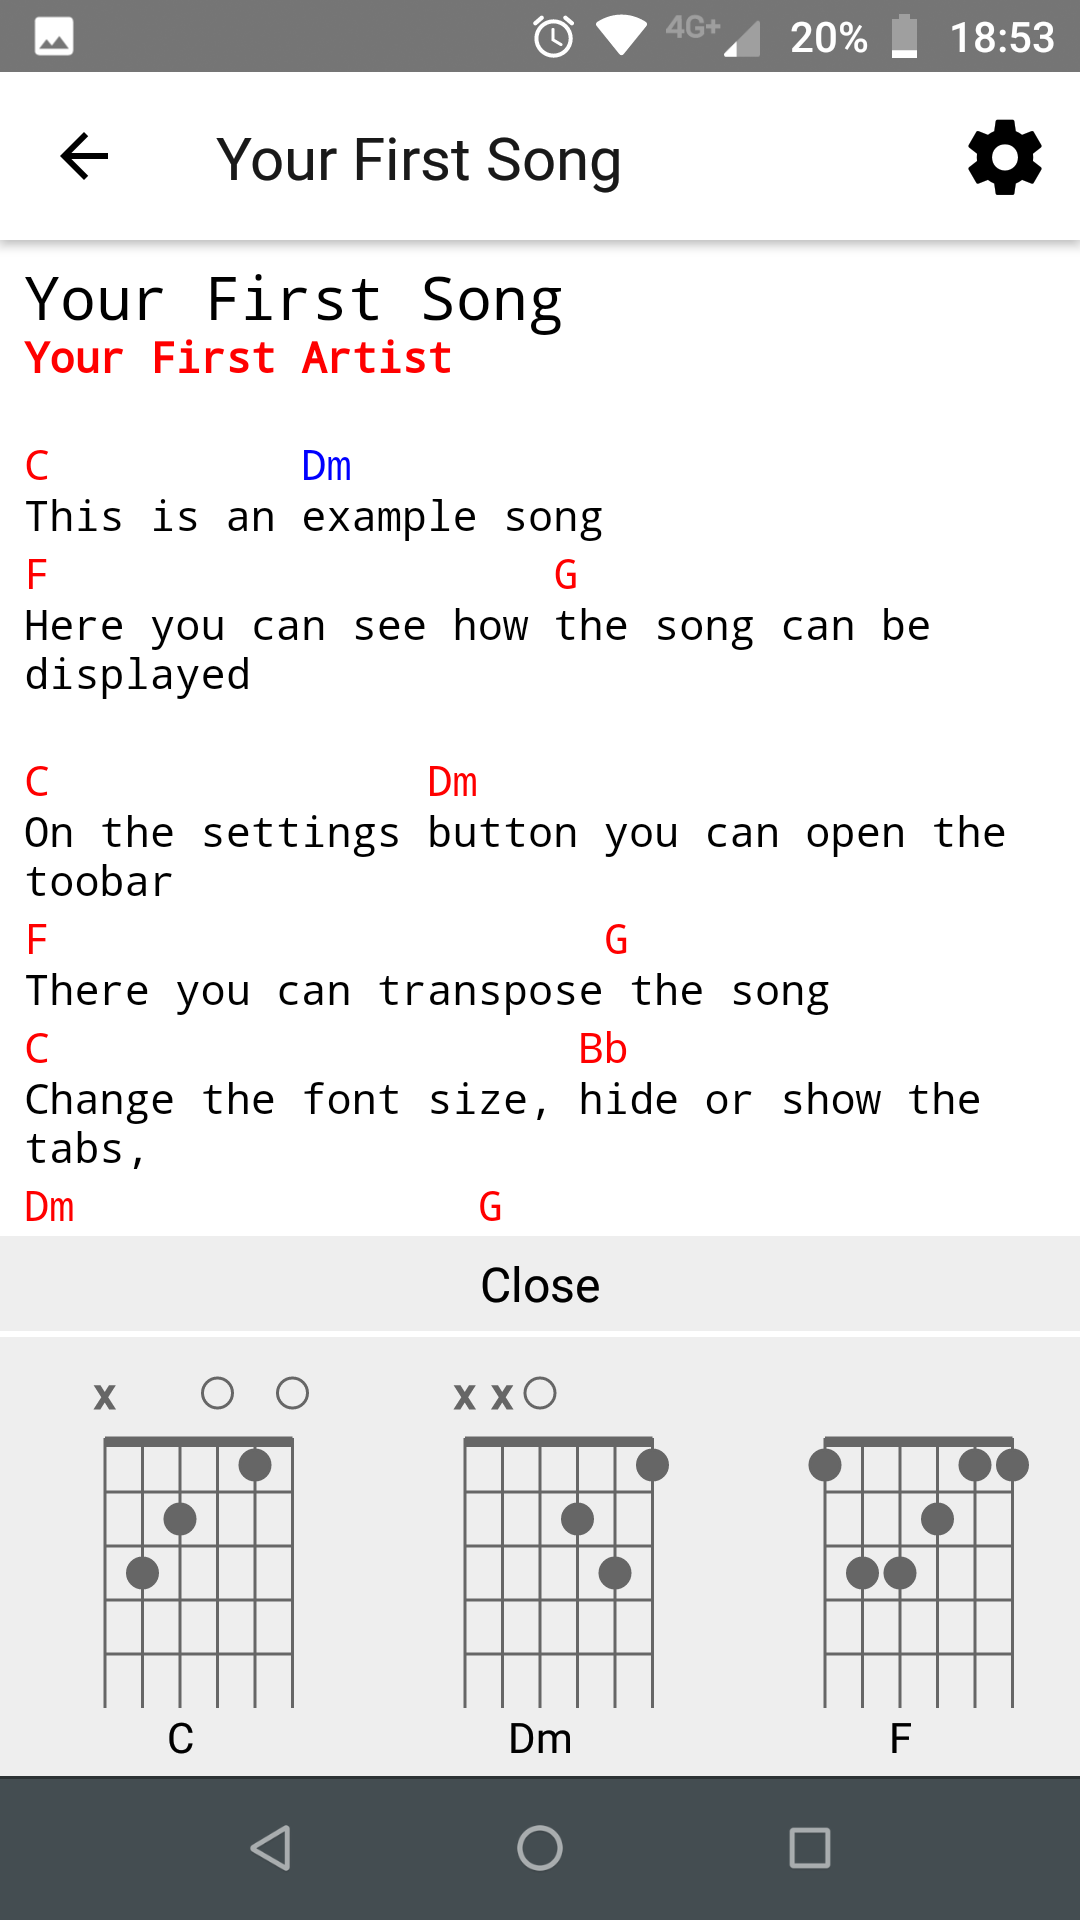 4G+ 20% 18:53
Your First Song
Your First Song
Your First Artist
C Dm
This is an example song
F G
Here you can see how the song can be
displayed
C Dm
On the settings button you can open the
toobar
F G
There you can transpose the song
C Bb
Change the font size, hide or show the
tabs,
Dm G
Close
x x x
C Dm F